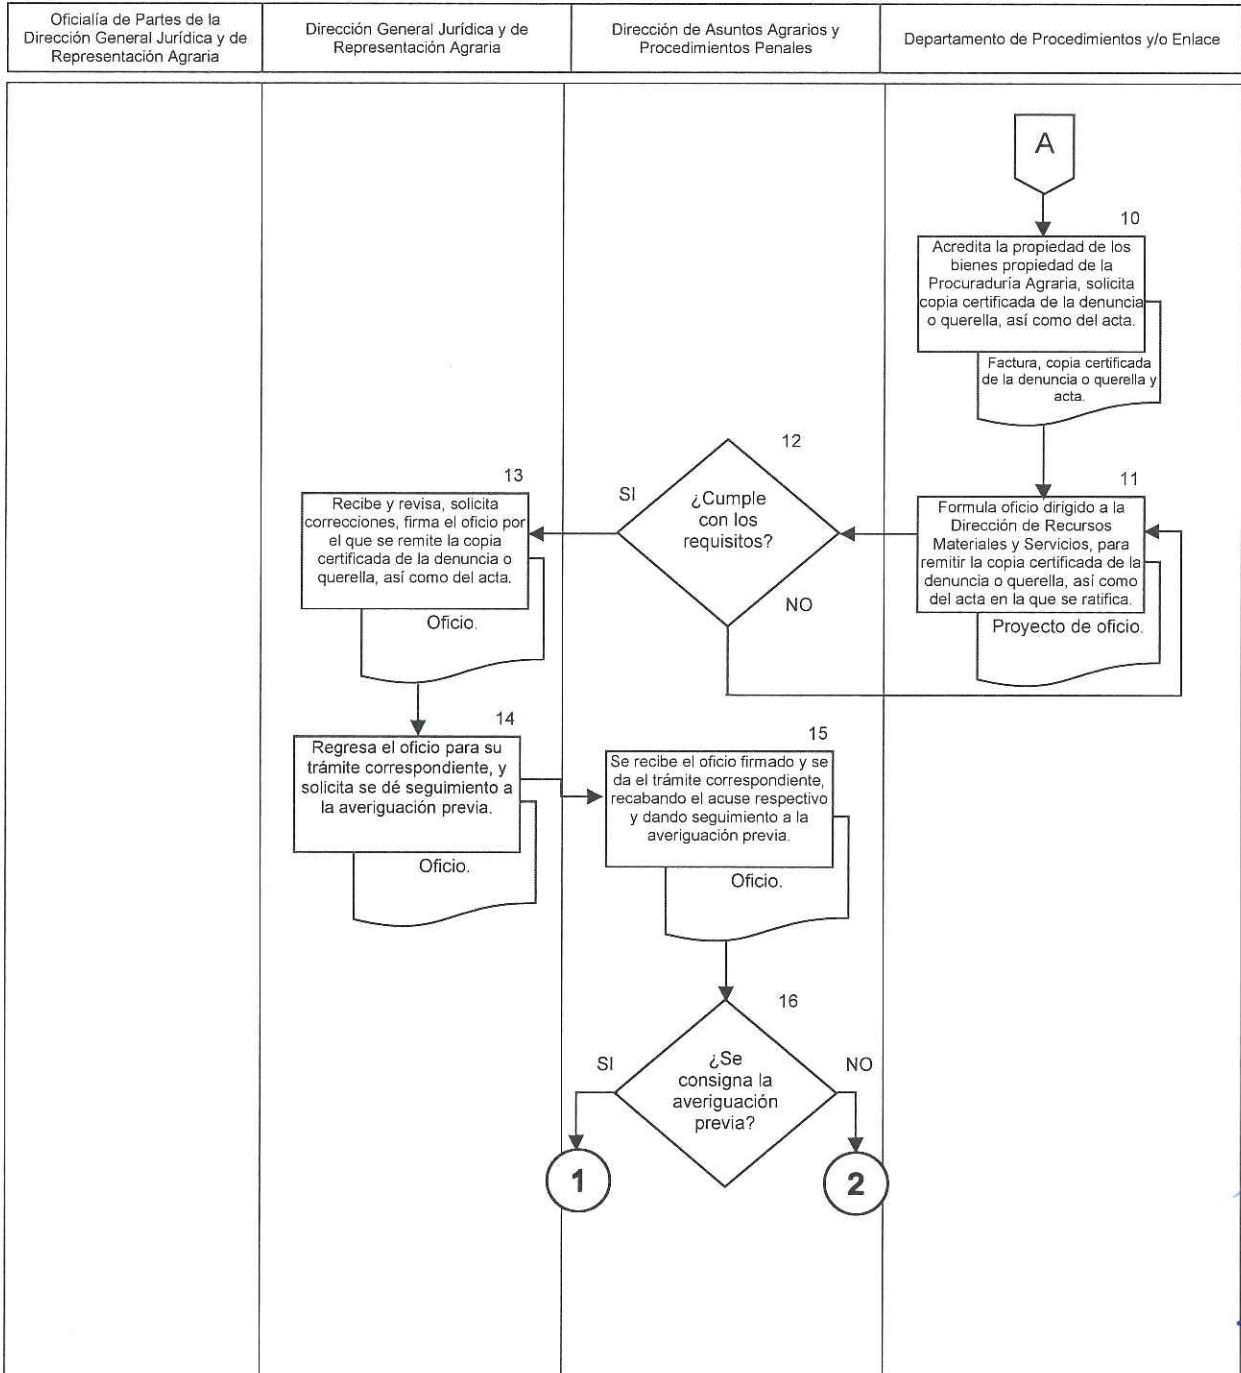 Oficialía de Partes de la
Dirección General Jurídica y de
Representación Agraria
Dirección General Jurídica y de
Representación Agraria
Dirección de Asuntos Agrarios y
Procedimientos Penales
Departamento de Procedimientos y/o Enlace
A
10
Acredita la propiedad de los
bienes propiedad de la
Procuraduría Agraria, solicita
copia certificada de la denuncia
o querella, así como del acta.
Factura, copia certificada
de la denuncia o querella y
acta.
11
Formula oficio dirigido a la
Dirección de Recursos
Materiales y Servicios, para
remitir la copia certificada de la
denuncia o querella, así como
del acta en la que se ratifica.
Proyecto de oficio.
12
¿Cumple
con los
requisitos?
SI
NO
13
Recibe y revisa, solicita
correcciones, firma el oficio por
el que se remite la copia
certificada de la denuncia o
querella, así como del acta.
Oficio.
14
Regresa el oficio para su
trámite correspondiente, y
solicita se dé seguimiento a
la averiguación previa.
Oficio.
15
Se recibe el oficio firmado y se
da el trámite correspondiente,
recabando el acuse respectivo
y dando seguimiento a la
averiguación previa.
Oficio.
16
¿Se
consigna la
averiguación
previa?
SI
NO
1
2